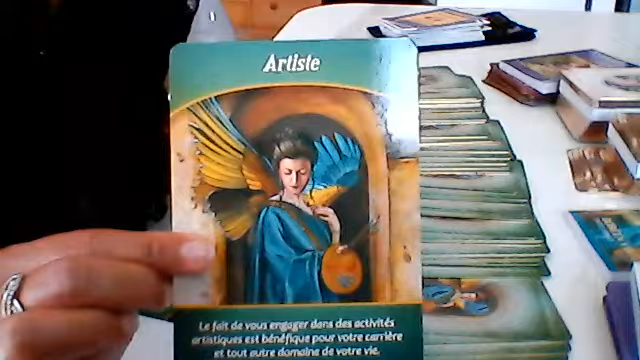 Artiste
Le fait de vous engager dans des activités
artistiques est bénéfique pour votre carrière
et tout autre domaine de votre vie.